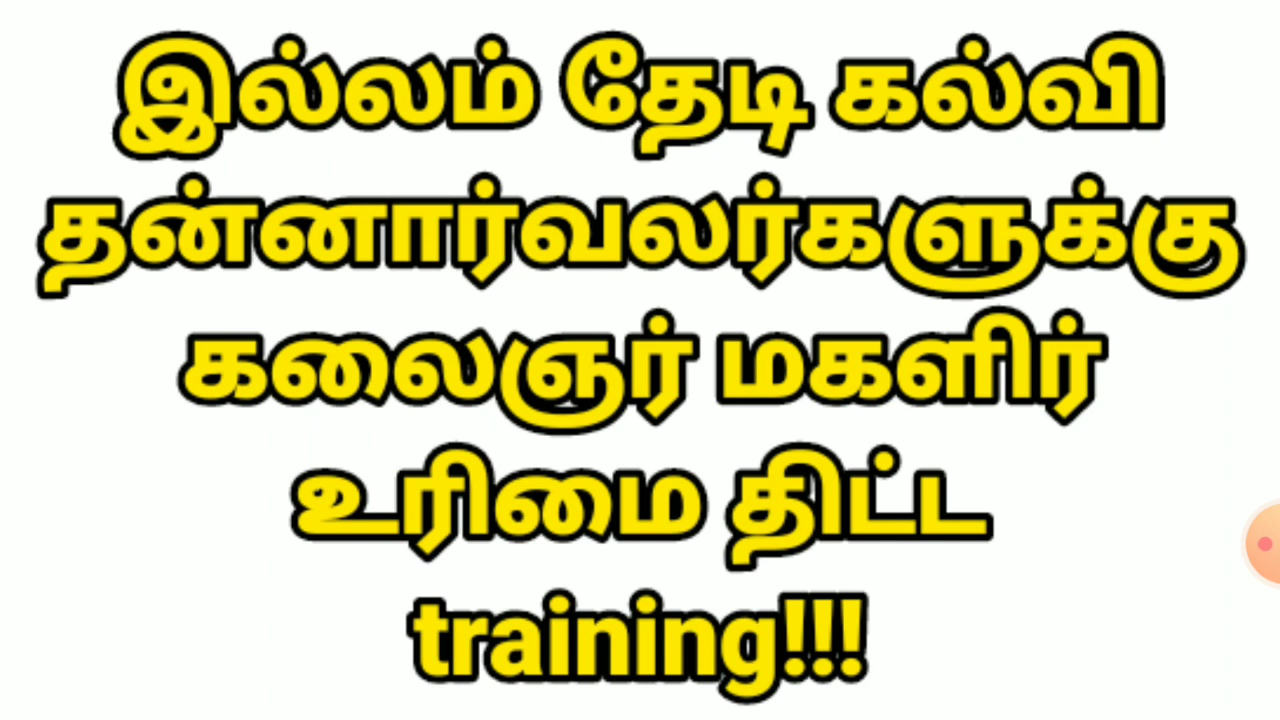 இல்லம் தேடி கல்வி
தன்னார்வலர்களுக்கு
கலைஞர் மகளிர்
உரிமை திட்ட
training!!!